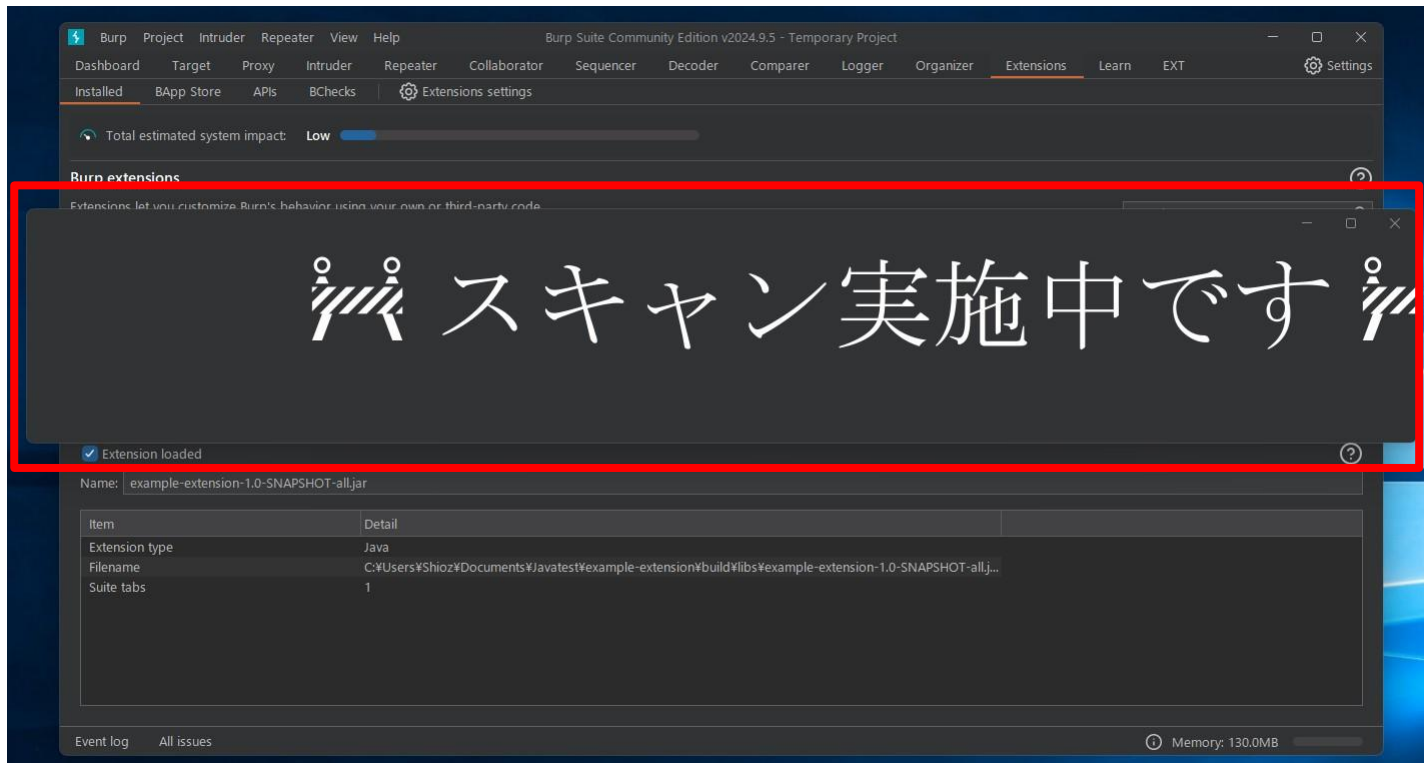 Burp Project Intruder Repeater View Help Burp Suite Community Edition v2024.9.5 - Temporary Project
Dashboard Target Proxy Intruder Repeater Collaborator Sequencer Decoder Comparer Logger Organizer Extensions Learn EXT Settings
Installed BApp Store APIs BChecks Extensions settings
Total estimated system impact: Low
Burp extensions
Extensions let you customize Burp's behavior using your own or third-party code
🚧 スキャン実施中です 🚧
Extension loaded
Name: example-extension-1.0-SNAPSHOT-all.jar
Item Detail
Extension type Java
Filename C:¥Users¥Shioz¥Documents¥Javatest¥example-extension¥build¥libs¥example-extension-1.0-SNAPSHOT-all.j...
Suite tabs 1
Event log All issues Memory: 130.0MB